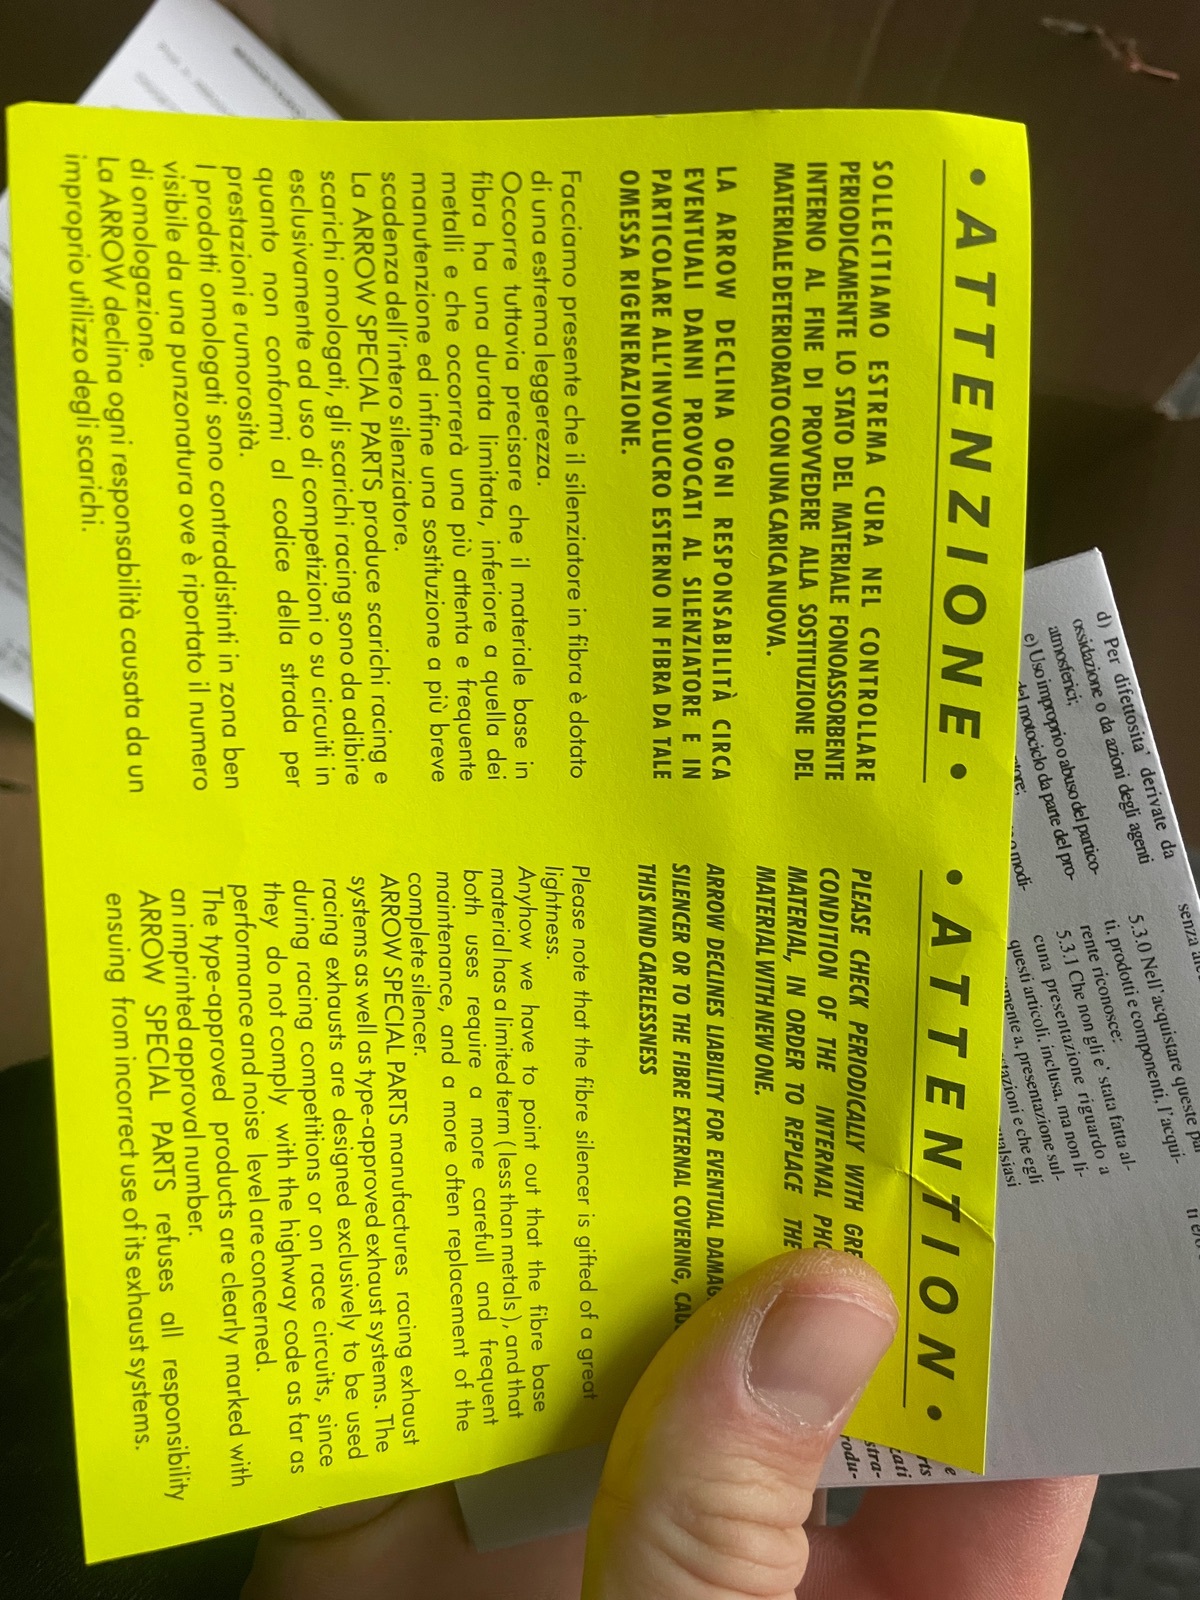 • ATTENZIONE •
SOLLECITIAMO ESTREMA CURA NEL CONTROLLARE
PERIODICAMENTE LO STATO DEL MATERIALE FONOASSORBENTE
INTERNO AL FINE DI PROVVEDERE ALLA SOSTITUZIONE DEL
MATERIALE DETERIORATO CON UNA CARICA NUOVA.
LA ARROW DECLINA OGNI RESPONSABILITÀ CIRCA
EVENTUALI DANNI PROVOCATI AL SILENZIATORE E IN
PARTICOLARE ALL'INVOLUCRO ESTERNO IN FIBRA DA TALE
OMESSA RIGENERAZIONE.
Facciamo presente che il silenziatore in fibra è dotato
di una estrema leggerezza.
Occorre tuttavia precisare che il materiale base in
fibra ha una durata limitata, inferiore a quella dei
metalli e che occorrerà una più attenta e frequente
manutenzione ed infine una sostituzione a più breve
scadenza dell'intero silenziatore.
La ARROW SPECIAL PARTS produce scarichi racing e
scarichi omologati, gli scarichi racing sono da adibire
esclusivamente ad uso di competizioni o su circuiti in
quanto non conformi al codice della strada per
prestazioni e rumorosità.
I prodotti omologati sono contraddistinti in zona ben
visibile da una punzonatura ove è riportato il numero
di omologazione.
La ARROW declina ogni responsabilità causata da un
improprio utilizzo degli scarichi.
• ATTENTION •
PLEASE CHECK PERIODICALLY WITH
CONDITION OF THE INTERNAL
MATERIAL, IN ORDER TO REPLACE THE
MATERIAL WITH NEW ONE.
ARROW DECLINES LIABILITY FOR EVENTUAL
SILENCER OR TO THE FIBRE EXTERNAL COVERING,
THIS KIND CARELESSNESS
Please note that the fibre silencer is gifted of a great
lightness.
Anyhow we have to point out that the fibre base
material has a limited term ( less than metals ), and that
both uses require a more carefull and frequent
maintenance, and a more often replacement of the
complete silencer.
ARROW SPECIAL PARTS manufactures racing exhaust
systems as well as type-approved exhaust systems. The
racing exhausts are designed exclusively to be used
during racing competitions or on race circuits, since
they do not comply with the highway code as far as
performance and noise level are concerned.
The type-approved products are clearly marked with
an imprinted approval number.
ARROW SPECIAL PARTS refuses all responsibility
ensuing from incorrect use of its exhaust systems.
d) Per difettosita' derivate da
ossidazione o da azioni degli agenti
atmosferici;
e) Uso improprio o abuso del partico-
del motociclo da parte del pro-
5.3.0 Nell'acquistare queste
ti, prodotti e componenti, l'acqui-
rente riconosce:
5.3.1 Che non gli e' stata fatta al-
cuna presentazione riguardo a
questi articoli, inclusa, ma non li-
presentazione sul-
e che egli